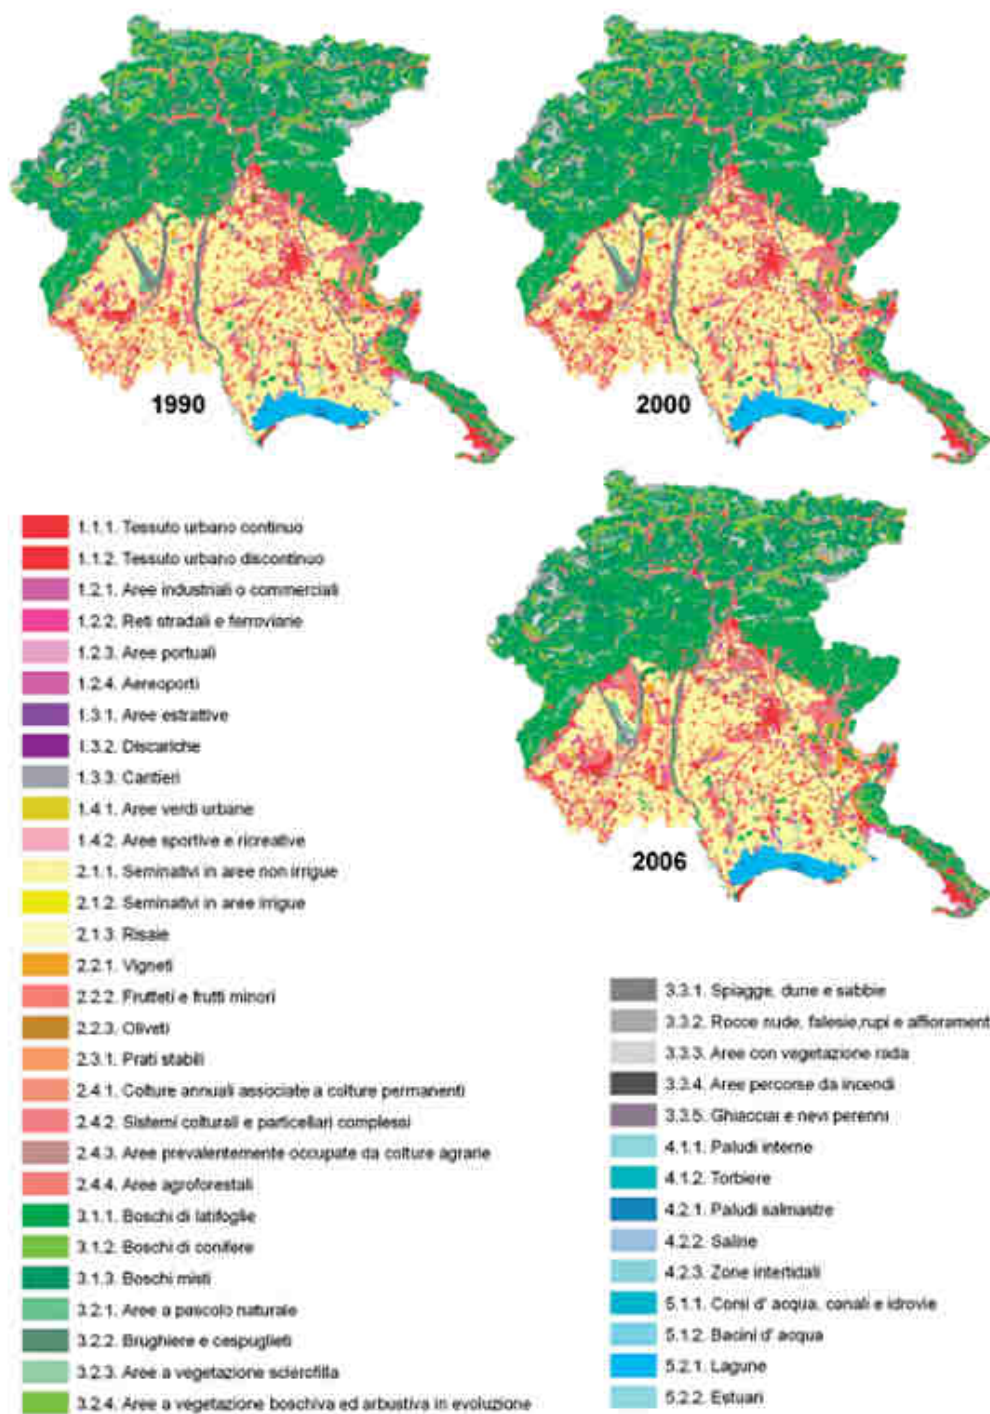 1990
2000
2006
1.1.1. Tessuto urbano continuo
1.1.2. Tessuto urbano discontinuo
1.2.1. Aree industriali o commerciali
1.2.2. Reti stradali e ferroviarie
1.2.3. Aree portuali
1.2.4. Aereoporti
1.3.1. Aree estrattive
1.3.2. Discariche
1.3.3. Cantieri
1.4.1. Aree verdi urbane
1.4.2. Aree sportive e ricreative
2.1.1. Seminativi in aree non irrigue
2.1.2. Seminativi in aree irrigue
2.1.3. Risaie
2.2.1. Vigneti
2.2.2. Frutteti e frutti minori
2.2.3. Oliveti
2.3.1. Prati stabili
2.4.1. Colture annuali associate a colture permanenti
2.4.2. Sistemi colturali e particellari complessi
2.4.3. Aree prevalentemente occupate da colture agrarie
2.4.4. Aree agroforestali
3.1.1. Boschi di latifoglie
3.1.2. Boschi di conifere
3.1.3. Boschi misti
3.2.1. Aree a pascolo naturale
3.2.2. Brughiere e cespuglieti
3.2.3. Aree a vegetazione sclerofilla
3.2.4. Aree a vegetazione boschiva ed arbustiva in evoluzione
3.3.1. Spiagge, dune e sabbie
3.3.2. Rocce nude, falesie,rupi e affiorament
3.3.3. Aree con vegetazione rada
3.3.4. Aree percorse da incendi
3.3.5. Ghiacciai e nevi perenni
4.1.1. Paludi interne
4.1.2. Torbiere
4.2.1. Paludi salmastre
4.2.2. Saline
4.2.3. Zone intertidali
5.1.1. Corsi d' acqua, canali e idrovie
5.1.2. Bacini d' acqua
5.2.1. Lagune
5.2.2. Estuari